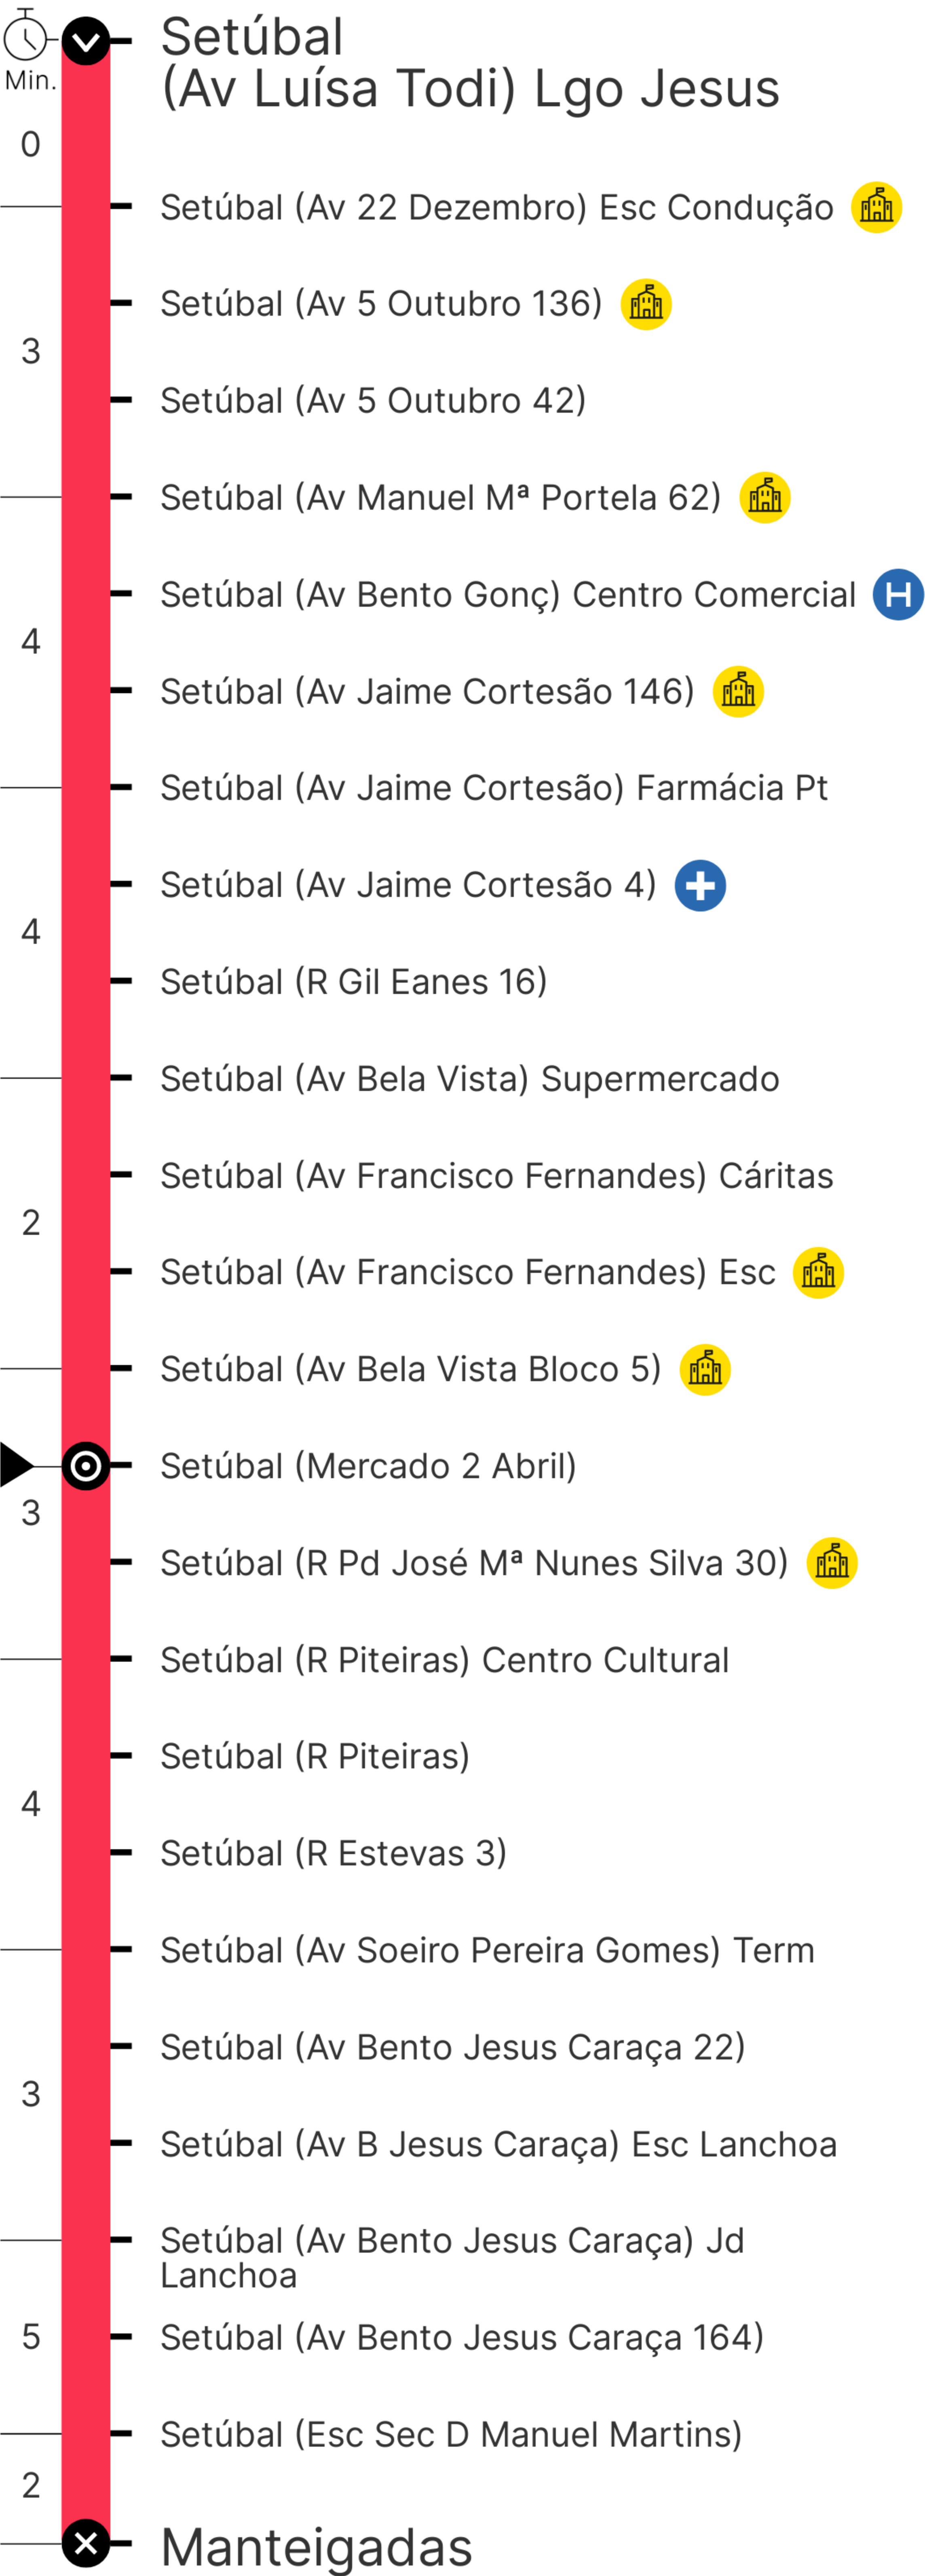 Setúbal
(Av Luísa Todi) Lgo Jesus
Min.
0
Setúbal (Av 22 Dezembro) Esc Condução
Setúbal (Av 5 Outubro 136)
3
Setúbal (Av 5 Outubro 42)
Setúbal (Av Manuel Mª Portela 62)
Setúbal (Av Bento Gonç) Centro Comercial H
4
Setúbal (Av Jaime Cortesão 146)
Setúbal (Av Jaime Cortesão) Farmácia Pt
Setúbal (Av Jaime Cortesão 4)
4
Setúbal (R Gil Eanes 16)
Setúbal (Av Bela Vista) Supermercado
Setúbal (Av Francisco Fernandes) Cáritas
2
Setúbal (Av Francisco Fernandes) Esc
Setúbal (Av Bela Vista Bloco 5)
Setúbal (Mercado 2 Abril)
3
Setúbal (R Pd José Mª Nunes Silva 30)
Setúbal (R Piteiras) Centro Cultural
Setúbal (R Piteiras)
4
Setúbal (R Estevas 3)
Setúbal (Av Soeiro Pereira Gomes) Term
Setúbal (Av Bento Jesus Caraça 22)
3
Setúbal (Av B Jesus Caraça) Esc Lanchoa
Setúbal (Av Bento Jesus Caraça) Jd
Lanchoa
5 Setúbal (Av Bento Jesus Caraça 164)
Setúbal (Esc Sec D Manuel Martins)
2
Manteigadas